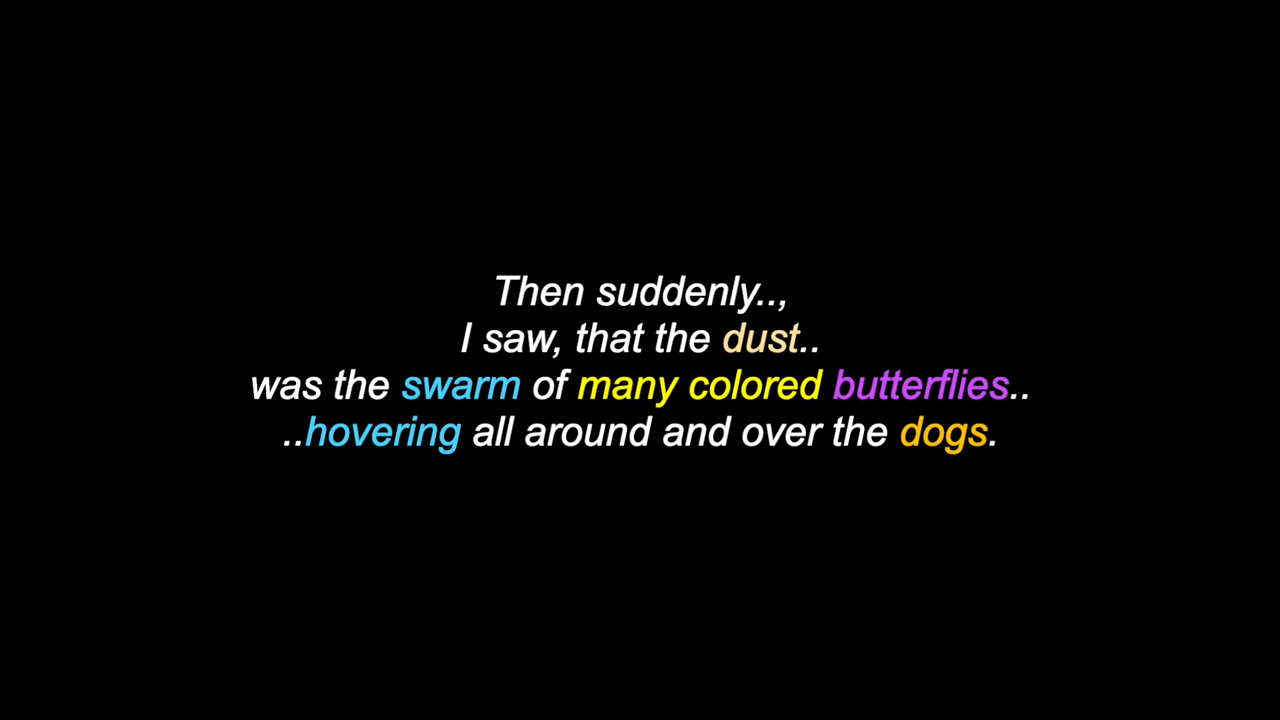 Then suddenly..,
I saw, that the dust..
was the swarm of many colored butterflies..
..hovering all around and over the dogs.